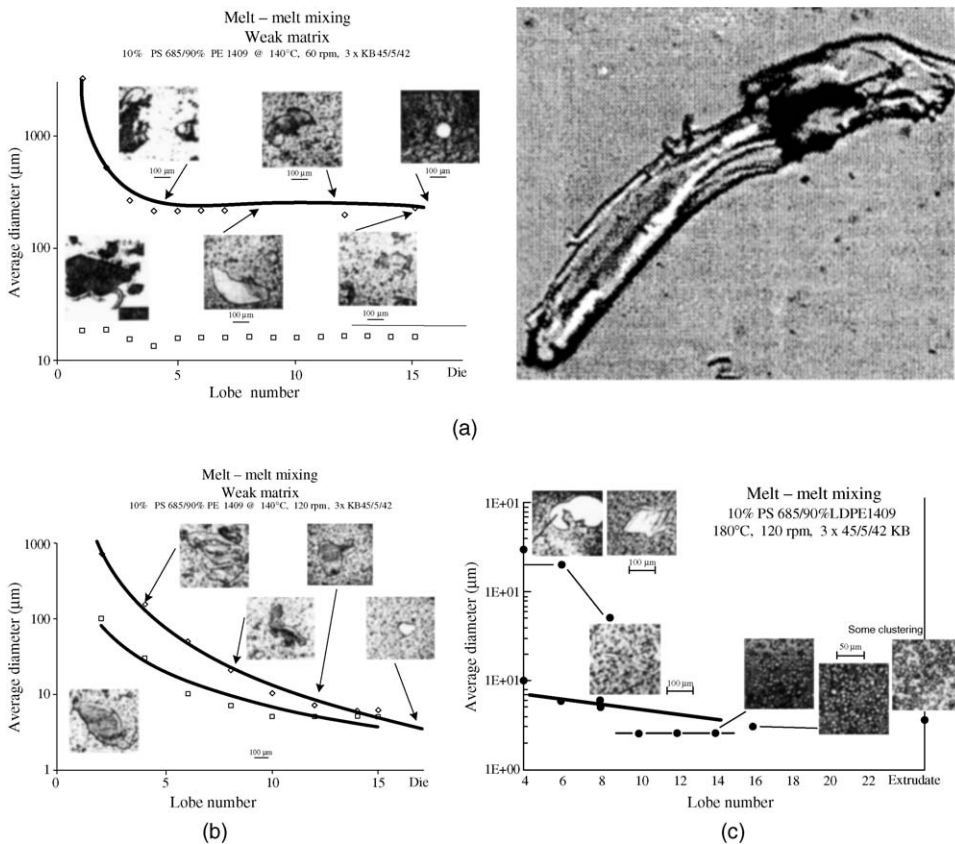 Melt – melt mixing
Weak matrix
10% PS 685/90% PE 1409 @ 140°C, 60 rpm, 3 x KB 45/5/42
Average diameter (μm)
1000
100
10
100 μm
100 μm
100 μm
100 μm
100 μm
0
5
10
15
Die
Lobe number
(a)
Melt – melt mixing
Weak matrix
10% PS 685/90% PE 1409 @ 140°C, 120 rpm, 3x KB45/5/42
Average diameter (μm)
1000
100
10
1
100 μm
0
5
10
15
Die
Lobe number
(b)
Melt – melt mixing
10% PS 685/90%LDPE1409
180°C, 120 rpm, 3 x 45/5/42 KB
Average diameter (μm)
1E+01
1E+01
1E+00
100 μm
100 μm
Some clustering
50 μm
4
6
8
10
12
14
16
18
20
22
Extrudate
Lobe number
(c)